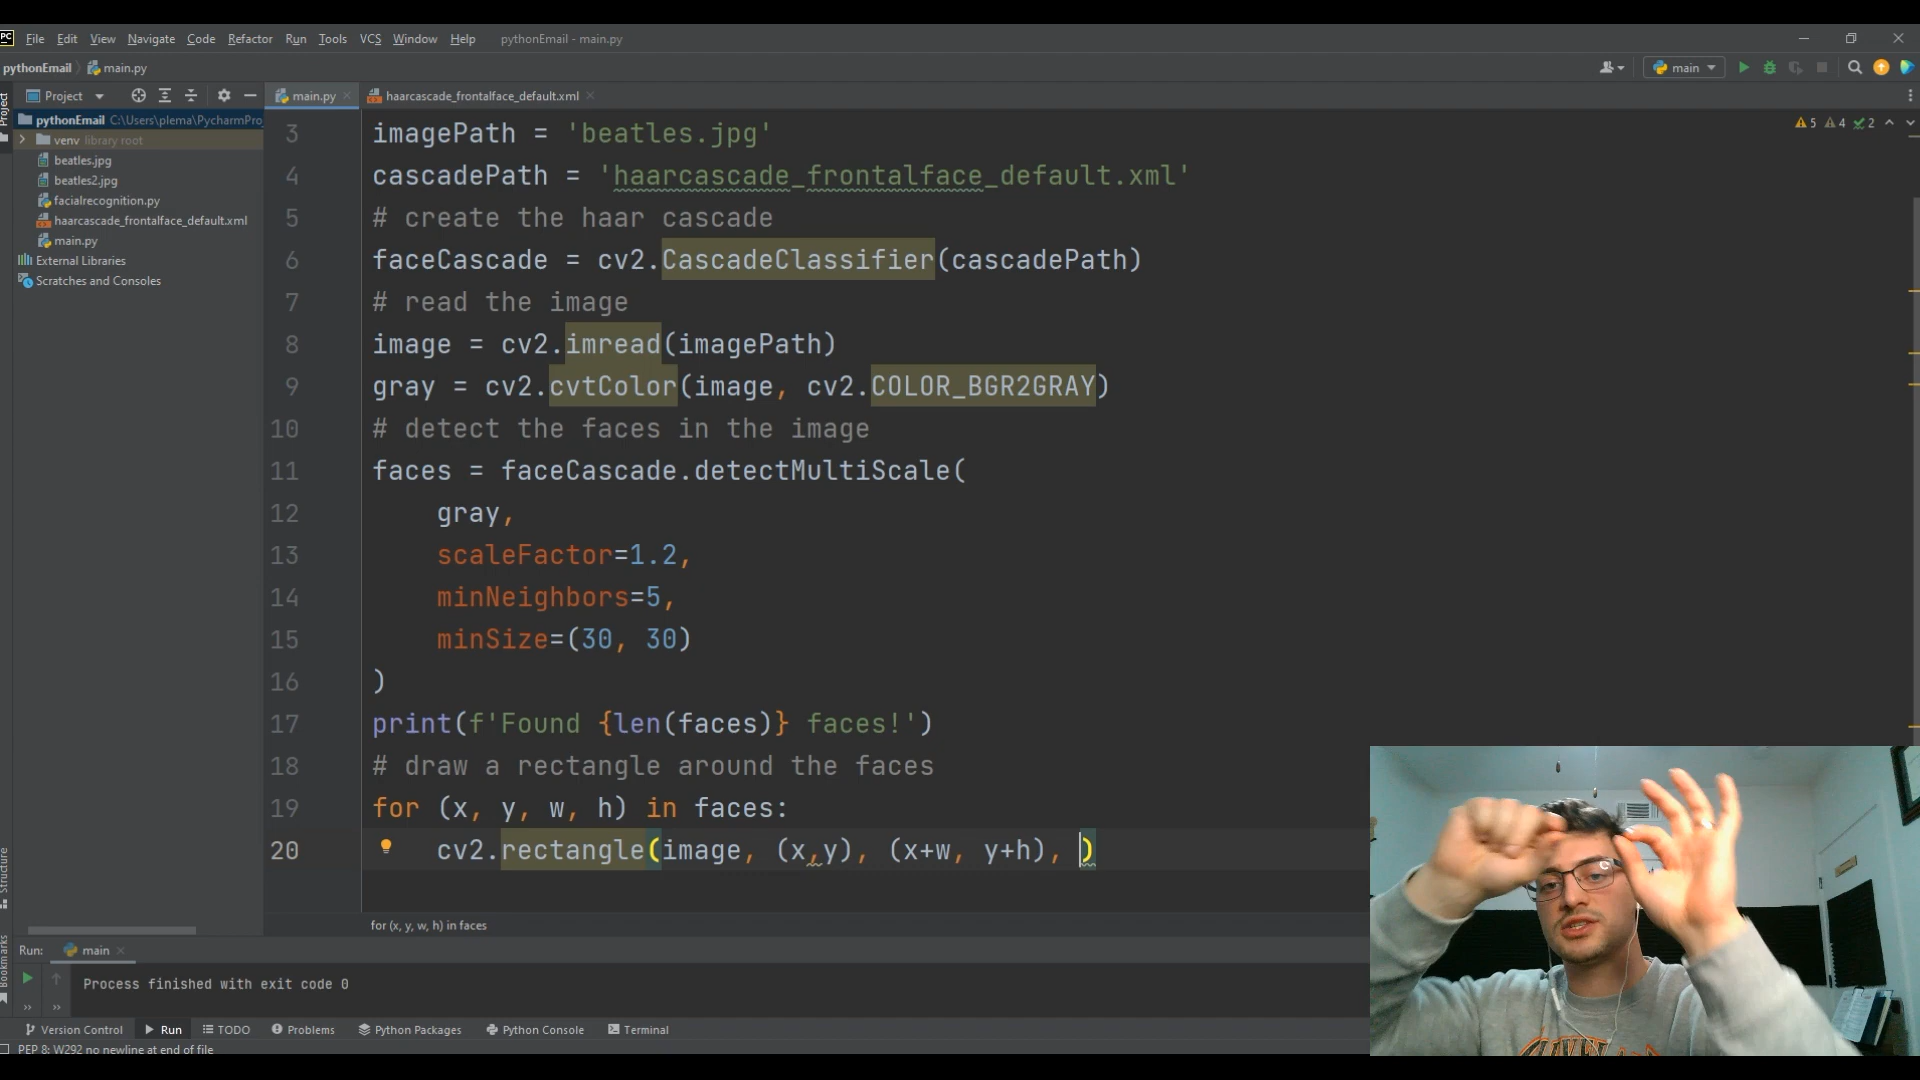 PC File Edit View Navigate Code Refactor Run Tools VCS Window Help pythonEmail - main.py
pythonEmail main.py main
Project main.py haarcascade_frontalface_default.xml
Project
pythonEmail C:\Users\plema\PycharmPro
venv library root
beatles.jpg
beatles2.jpg
facialrecognition.py
haarcascade_frontalface_default.xml
main.py
External Libraries
Scratches and Consoles
5 4 2
3 imagePath = 'beatles.jpg'
4 cascadePath = 'haarcascade_frontalface_default.xml'
5 # create the haar cascade
6 faceCascade = cv2.CascadeClassifier(cascadePath)
7 # read the image
8 image = cv2.imread(imagePath)
9 gray = cv2.cvtColor(image, cv2.COLOR_BGR2GRAY)
10 # detect the faces in the image
11 faces = faceCascade.detectMultiScale(
12 gray,
13 scaleFactor=1.2,
14 minNeighbors=5,
15 minSize=(30, 30)
16 )
17 print(f'Found {len(faces)} faces!')
18 # draw a rectangle around the faces
19 for (x, y, w, h) in faces:
20 cv2.rectangle(image, (x,y), (x+w, y+h), )
for (x, y, w, h) in faces
Structure
Bookmarks
Run: main
Process finished with exit code 0
Version Control Run TODO Problems Python Packages Python Console Terminal
PEP 8: W292 no newline at end of file